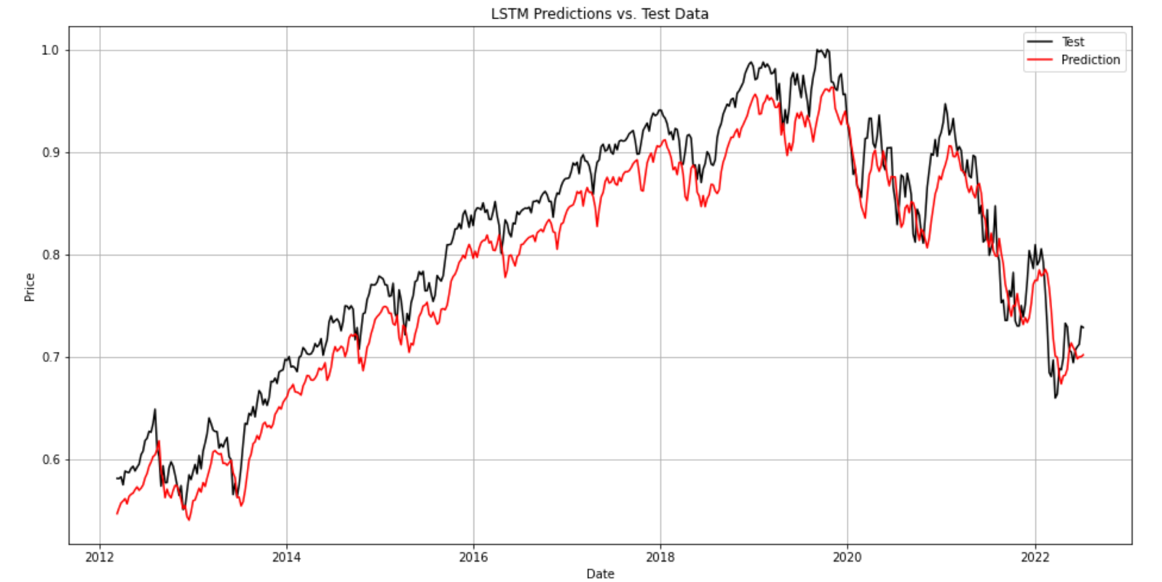 LSTM Predictions vs. Test Data
1.0
0.9
0.8
0.7
0.6
Price
Test
Prediction
2012 2014 2016 2018 2020 2022
Date